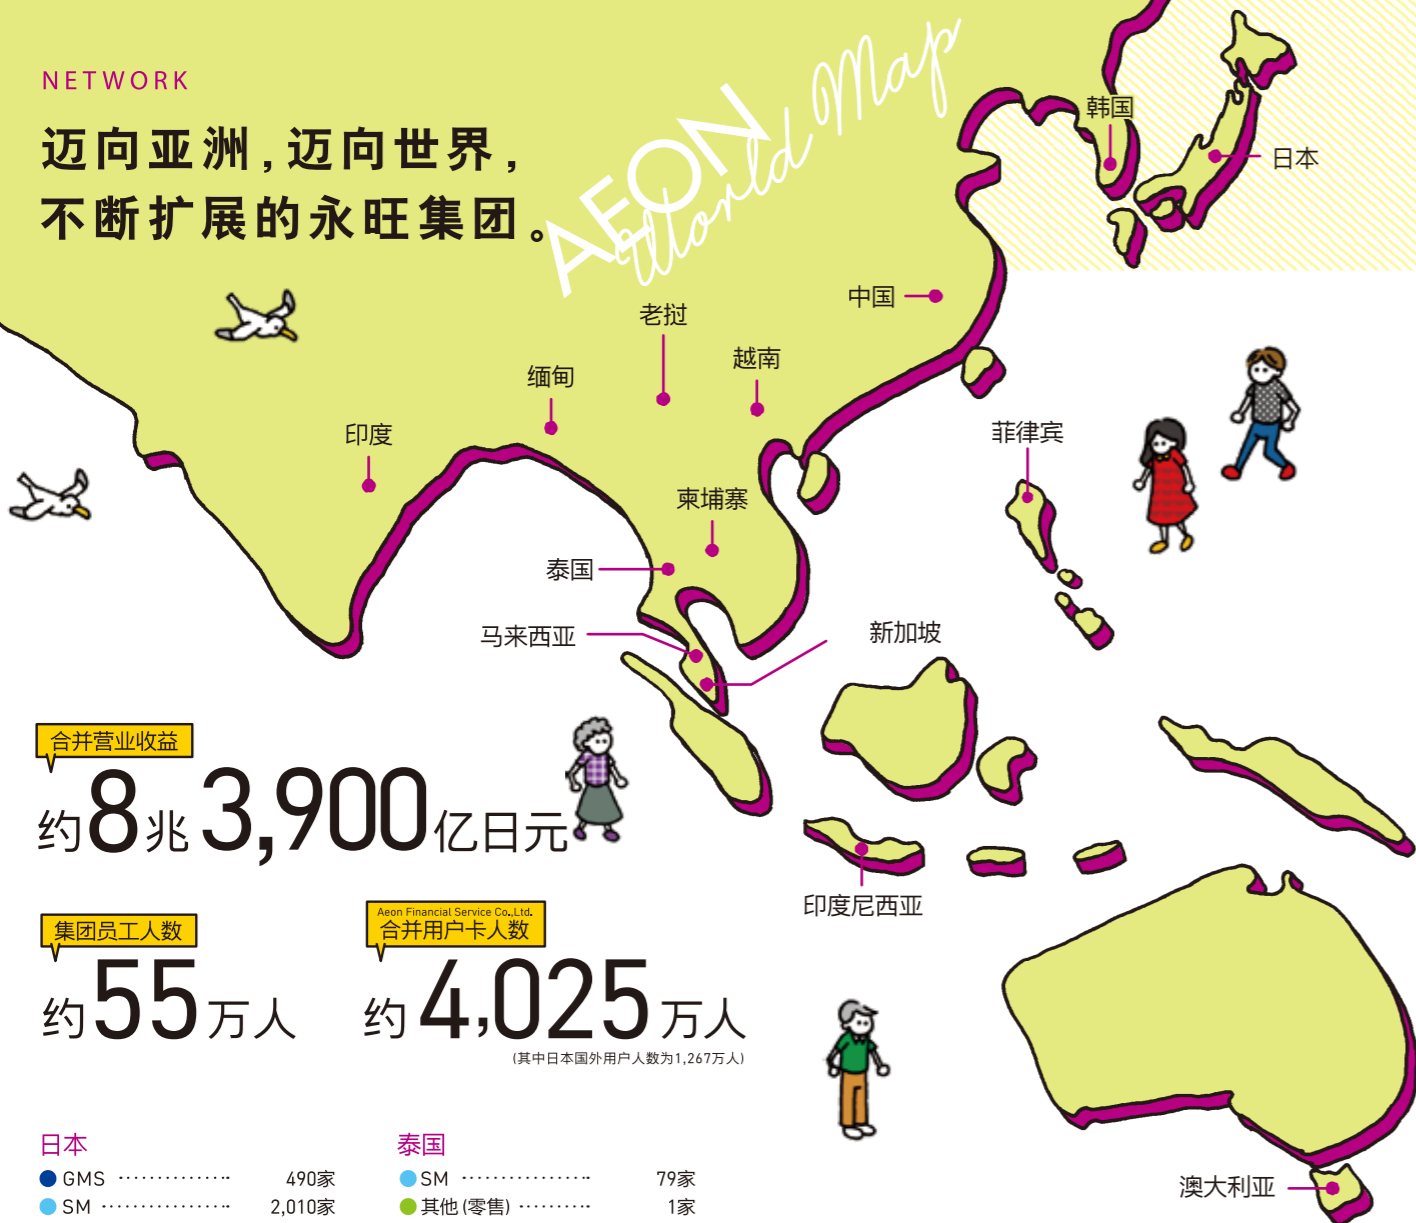 NETWORK
迈向亚洲,迈向世界,
不断扩展的永旺集团。
AEON
World Map
韩国
日本
中国
老挝
越南
缅甸
印度
菲律宾
柬埔寨
泰国
马来西亚
新加坡
印度尼西亚
澳大利亚
合并营业收益
约8兆3,900亿日元
集团员工人数
约55万人
Aeon Financial Service Co.,Ltd.
合并用户卡人数
约4,025万人
(其中日本国外用户人数为1,267万人)
日本
GMS ·············· 490家
SM ················ 2,010家
泰国
SM ················ 79家
其他(零售) ········· 1家